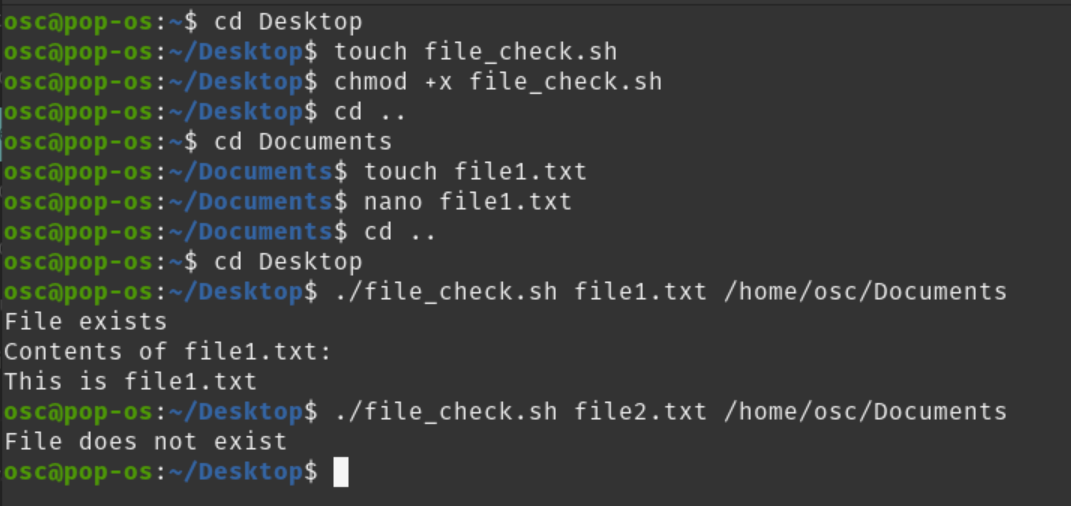 osc@pop-os:~$ cd Desktop
osc@pop-os:~/Desktop$ touch file_check.sh
osc@pop-os:~/Desktop$ chmod +x file_check.sh
osc@pop-os:~/Desktop$ cd ..
osc@pop-os:~$ cd Documents
osc@pop-os:~/Documents$ touch file1.txt
osc@pop-os:~/Documents$ nano file1.txt
osc@pop-os:~/Documents$ cd ..
osc@pop-os:~$ cd Desktop
osc@pop-os:~/Desktop$ ./file_check.sh file1.txt /home/osc/Documents
File exists
Contents of file1.txt:
This is file1.txt
osc@pop-os:~/Desktop$ ./file_check.sh file2.txt /home/osc/Documents
File does not exist
osc@pop-os:~/Desktop$